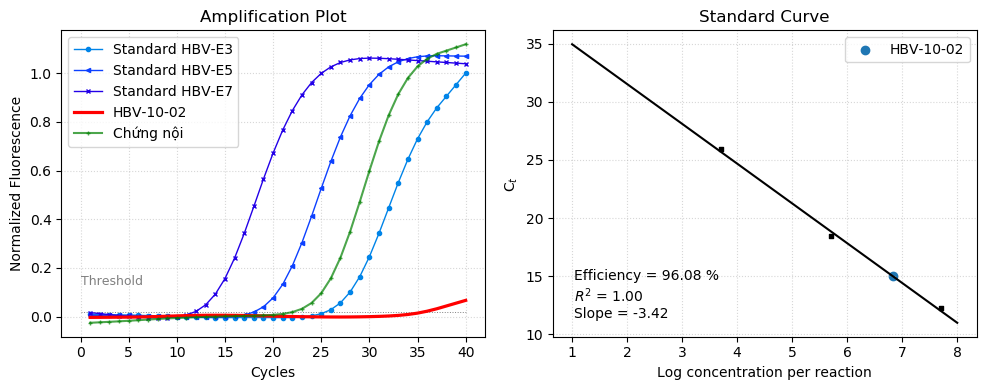 Amplification Plot
Standard HBV-E3
Standard HBV-E5
Standard HBV-E7
HBV-10-02
Chứng nội
Threshold
Normalized Fluorescence
1.0
0.8
0.6
0.4
0.2
0.0
0 5 10 15 20 25 30 35 40
Cycles
Standard Curve
HBV-10-02
Efficiency = 96.08 %
R² = 1.00
Slope = -3.42
Cₜ
35
30
25
20
15
10
1 2 3 4 5 6 7 8
Log concentration per reaction